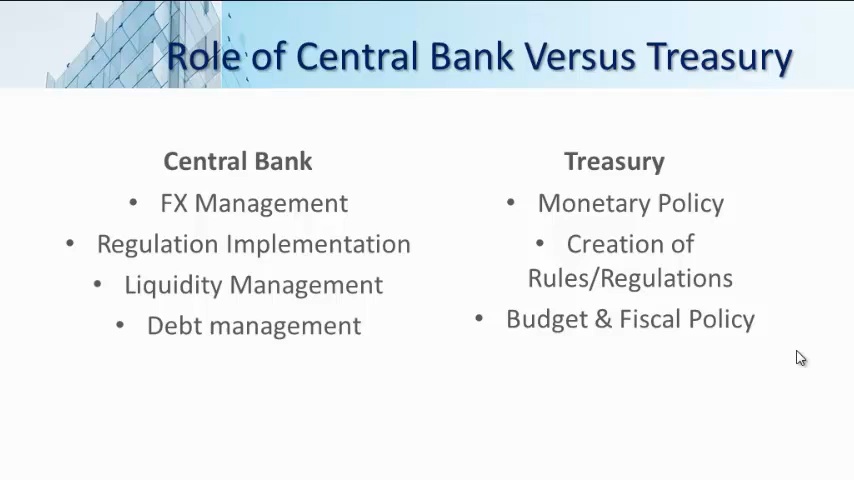 Role of Central Bank Versus Treasury
Central Bank
• FX Management
• Regulation Implementation
• Liquidity Management
• Debt management
Treasury
• Monetary Policy
• Creation of
Rules/Regulations
• Budget & Fiscal Policy